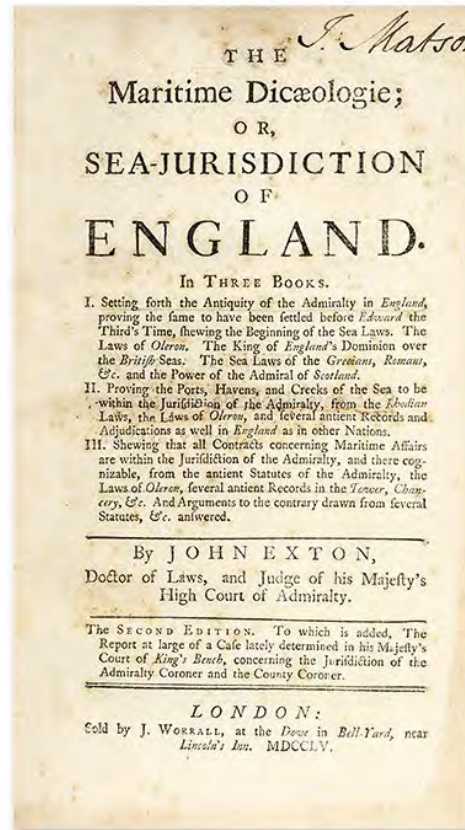 J. Matson
THE
Maritime Dicæologie;
OR,
SEA-JURISDICTION
OF
ENGLAND.
In THREE BOOKS.
I. Setting forth the Antiquity of the Admiralty in England,
proving the ſame to have been ſettled before Edward the
Third's Time, ſhewing the Beginning of the Sea Laws. The
Laws of Oleron. The King of England's Dominion over
the Britiſh Seas. The Sea Laws of the Grecians, Romans,
&c. and the Power of the Admiral of Scotland.
II. Proving the Ports, Havens, and Creeks of the Sea to be
within the Juriſdiction of the Admiralty, from the Rhodian
Laws, the Laws of Oleron, and ſeveral antient Records and
Adjudications as well in England as in other Nations.
III. Shewing that all Contracts concerning Maritime Affairs
are within the Juriſdiction of the Admiralty, and there cog-
nizable, from the antient Statutes of the Admiralty, the
Laws of Oleron, ſeveral antient Records in the Tower, Chan-
cery, &c. And Arguments to the contrary drawn from ſeveral
Statutes, &c. anſwered.
By JOHN EXTON,
Doctor of Laws, and Judge of his Majeſty's
High Court of Admiralty.
The SECOND EDITION. To which is added, The
Report at large of a Caſe lately determined in his Majeſty's
Court of King's Bench, concerning the Juriſdiction of the
Admiralty Coroner and the County Coroner.
LONDON:
Sold by J. WORRALL, at the Dove in Bell-Yard, near
Lincoln's Inn. MDCCLV.